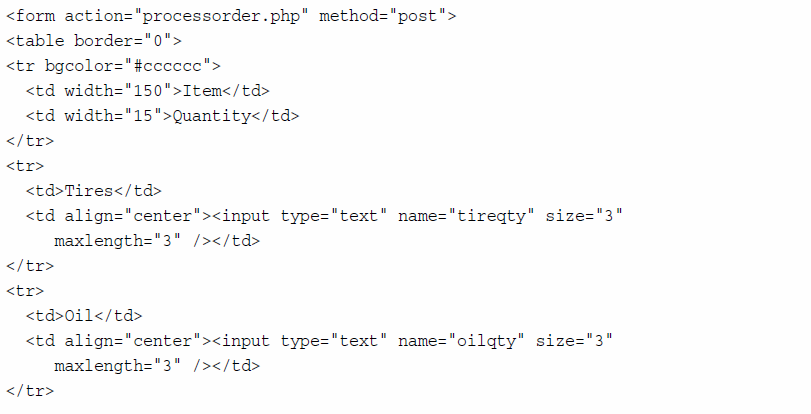 <form action="processorder.php" method="post">
<table border="0">
<tr bgcolor="#cccccc">
  <td width="150">Item</td>
  <td width="15">Quantity</td>
</tr>
<tr>
  <td>Tires</td>
  <td align="center"><input type="text" name="tireqty" size="3"
     maxlength="3" /></td>
</tr>
<tr>
  <td>Oil</td>
  <td align="center"><input type="text" name="oilqty" size="3"
     maxlength="3" /></td>
</tr>